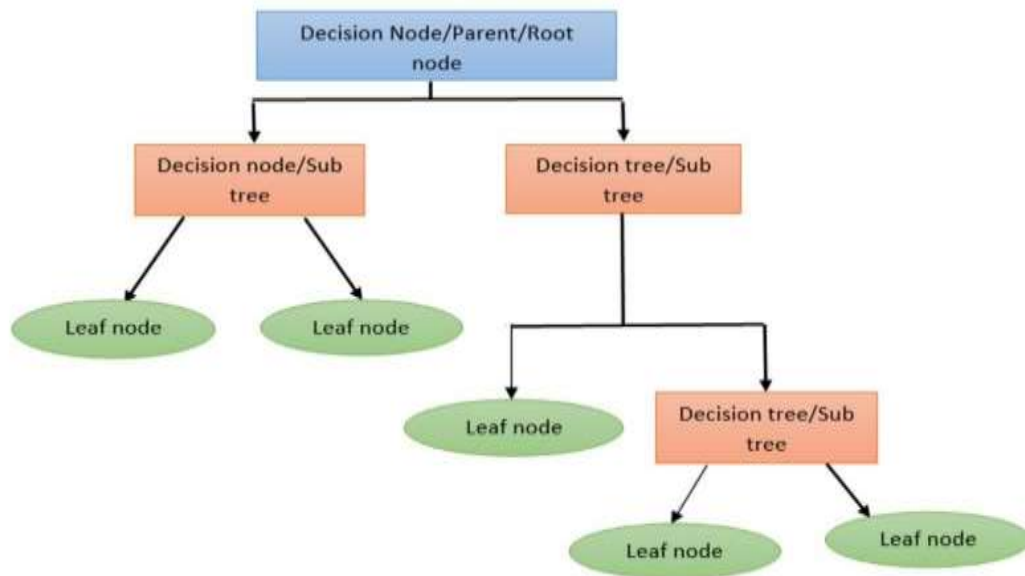 Decision Node/Parent/Root
node
Decision node/Sub
tree
Decision tree/Sub
tree
Leaf node
Leaf node
Leaf node
Decision tree/Sub
tree
Leaf node
Leaf node